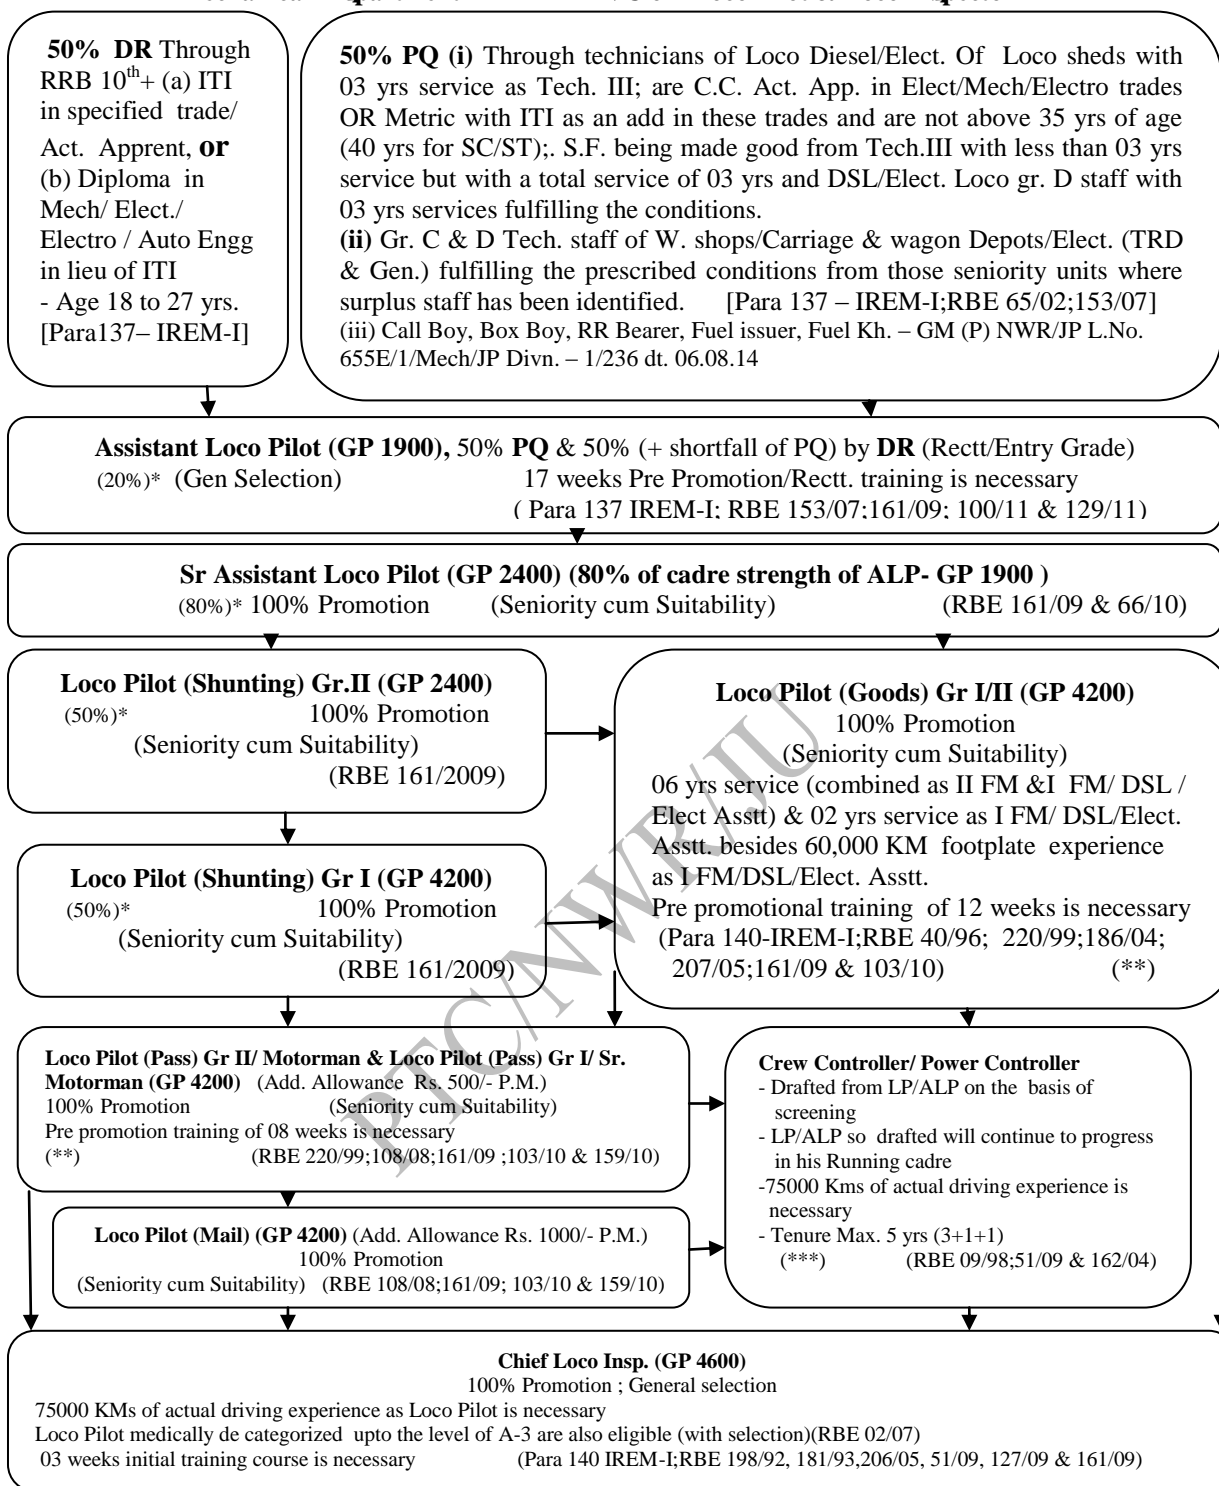 50% DR Through
RRB 10th+ (a) ITI
in specified trade/
Act. Apprent, or
(b) Diploma in
Mech/ Elect./
Electro / Auto Engg
in lieu of ITI
- Age 18 to 27 yrs.
[Para137– IREM-I]
50% PQ (i) Through technicians of Loco Diesel/Elect. Of Loco sheds with
03 yrs service as Tech. III; are C.C. Act. App. in Elect/Mech/Electro trades
OR Metric with ITI as an add in these trades and are not above 35 yrs of age
(40 yrs for SC/ST);. S.F. being made good from Tech.III with less than 03 yrs
service but with a total service of 03 yrs and DSL/Elect. Loco gr. D staff with
03 yrs services fulfilling the conditions.
(ii) Gr. C & D Tech. staff of W. shops/Carriage & wagon Depots/Elect. (TRD
& Gen.) fulfilling the prescribed conditions from those seniority units where
surplus staff has been identified. [Para 137 – IREM-I;RBE 65/02;153/07]
(iii) Call Boy, Box Boy, RR Bearer, Fuel issuer, Fuel Kh. – GM (P) NWR/JP L.No.
655E/1/Mech/JP Divn. – 1/236 dt. 06.08.14
Assistant Loco Pilot (GP 1900), 50% PQ & 50% (+ shortfall of PQ) by DR (Rectt/Entry Grade)
(20%)* (Gen Selection) 17 weeks Pre Promotion/Rectt. training is necessary
( Para 137 IREM-I; RBE 153/07;161/09; 100/11 & 129/11)
Sr Assistant Loco Pilot (GP 2400) (80% of cadre strength of ALP- GP 1900 )
(80%)* 100% Promotion (Seniority cum Suitability) (RBE 161/09 & 66/10)
Loco Pilot (Shunting) Gr.II (GP 2400)
(50%)* 100% Promotion
(Seniority cum Suitability)
(RBE 161/2009)
Loco Pilot (Shunting) Gr I (GP 4200)
(50%)* 100% Promotion
(Seniority cum Suitability)
(RBE 161/2009)
Loco Pilot (Goods) Gr I/II (GP 4200)
100% Promotion
(Seniority cum Suitability)
06 yrs service (combined as II FM &I FM/ DSL /
Elect Asstt) & 02 yrs service as I FM/ DSL/Elect.
Asstt. besides 60,000 KM footplate experience
as I FM/DSL/Elect. Asstt.
Pre promotional training of 12 weeks is necessary
(Para 140-IREM-I;RBE 40/96; 220/99;186/04;
207/05;161/09 & 103/10) (**)
PTC/NWR/JU
Loco Pilot (Pass) Gr II/ Motorman & Loco Pilot (Pass) Gr I/ Sr.
Motorman (GP 4200) (Add. Allowance Rs. 500/- P.M.)
100% Promotion (Seniority cum Suitability)
Pre promotion training of 08 weeks is necessary
(**) (RBE 220/99;108/08;161/09 ;103/10 & 159/10)
Crew Controller/ Power Controller
- Drafted from LP/ALP on the basis of
screening
- LP/ALP so drafted will continue to progress
in his Running cadre
-75000 Kms of actual driving experience is
necessary
- Tenure Max. 5 yrs (3+1+1)
(***) (RBE 09/98;51/09 & 162/04)
Loco Pilot (Mail) (GP 4200) (Add. Allowance Rs. 1000/- P.M.)
100% Promotion
(Seniority cum Suitability) (RBE 108/08;161/09; 103/10 & 159/10)
Chief Loco Insp. (GP 4600)
100% Promotion ; General selection
75000 KMs of actual driving experience as Loco Pilot is necessary
Loco Pilot medically de categorized upto the level of A-3 are also eligible (with selection)(RBE 02/07)
03 weeks initial training course is necessary (Para 140 IREM-I;RBE 198/92, 181/93,206/05, 51/09, 127/09 & 161/09)